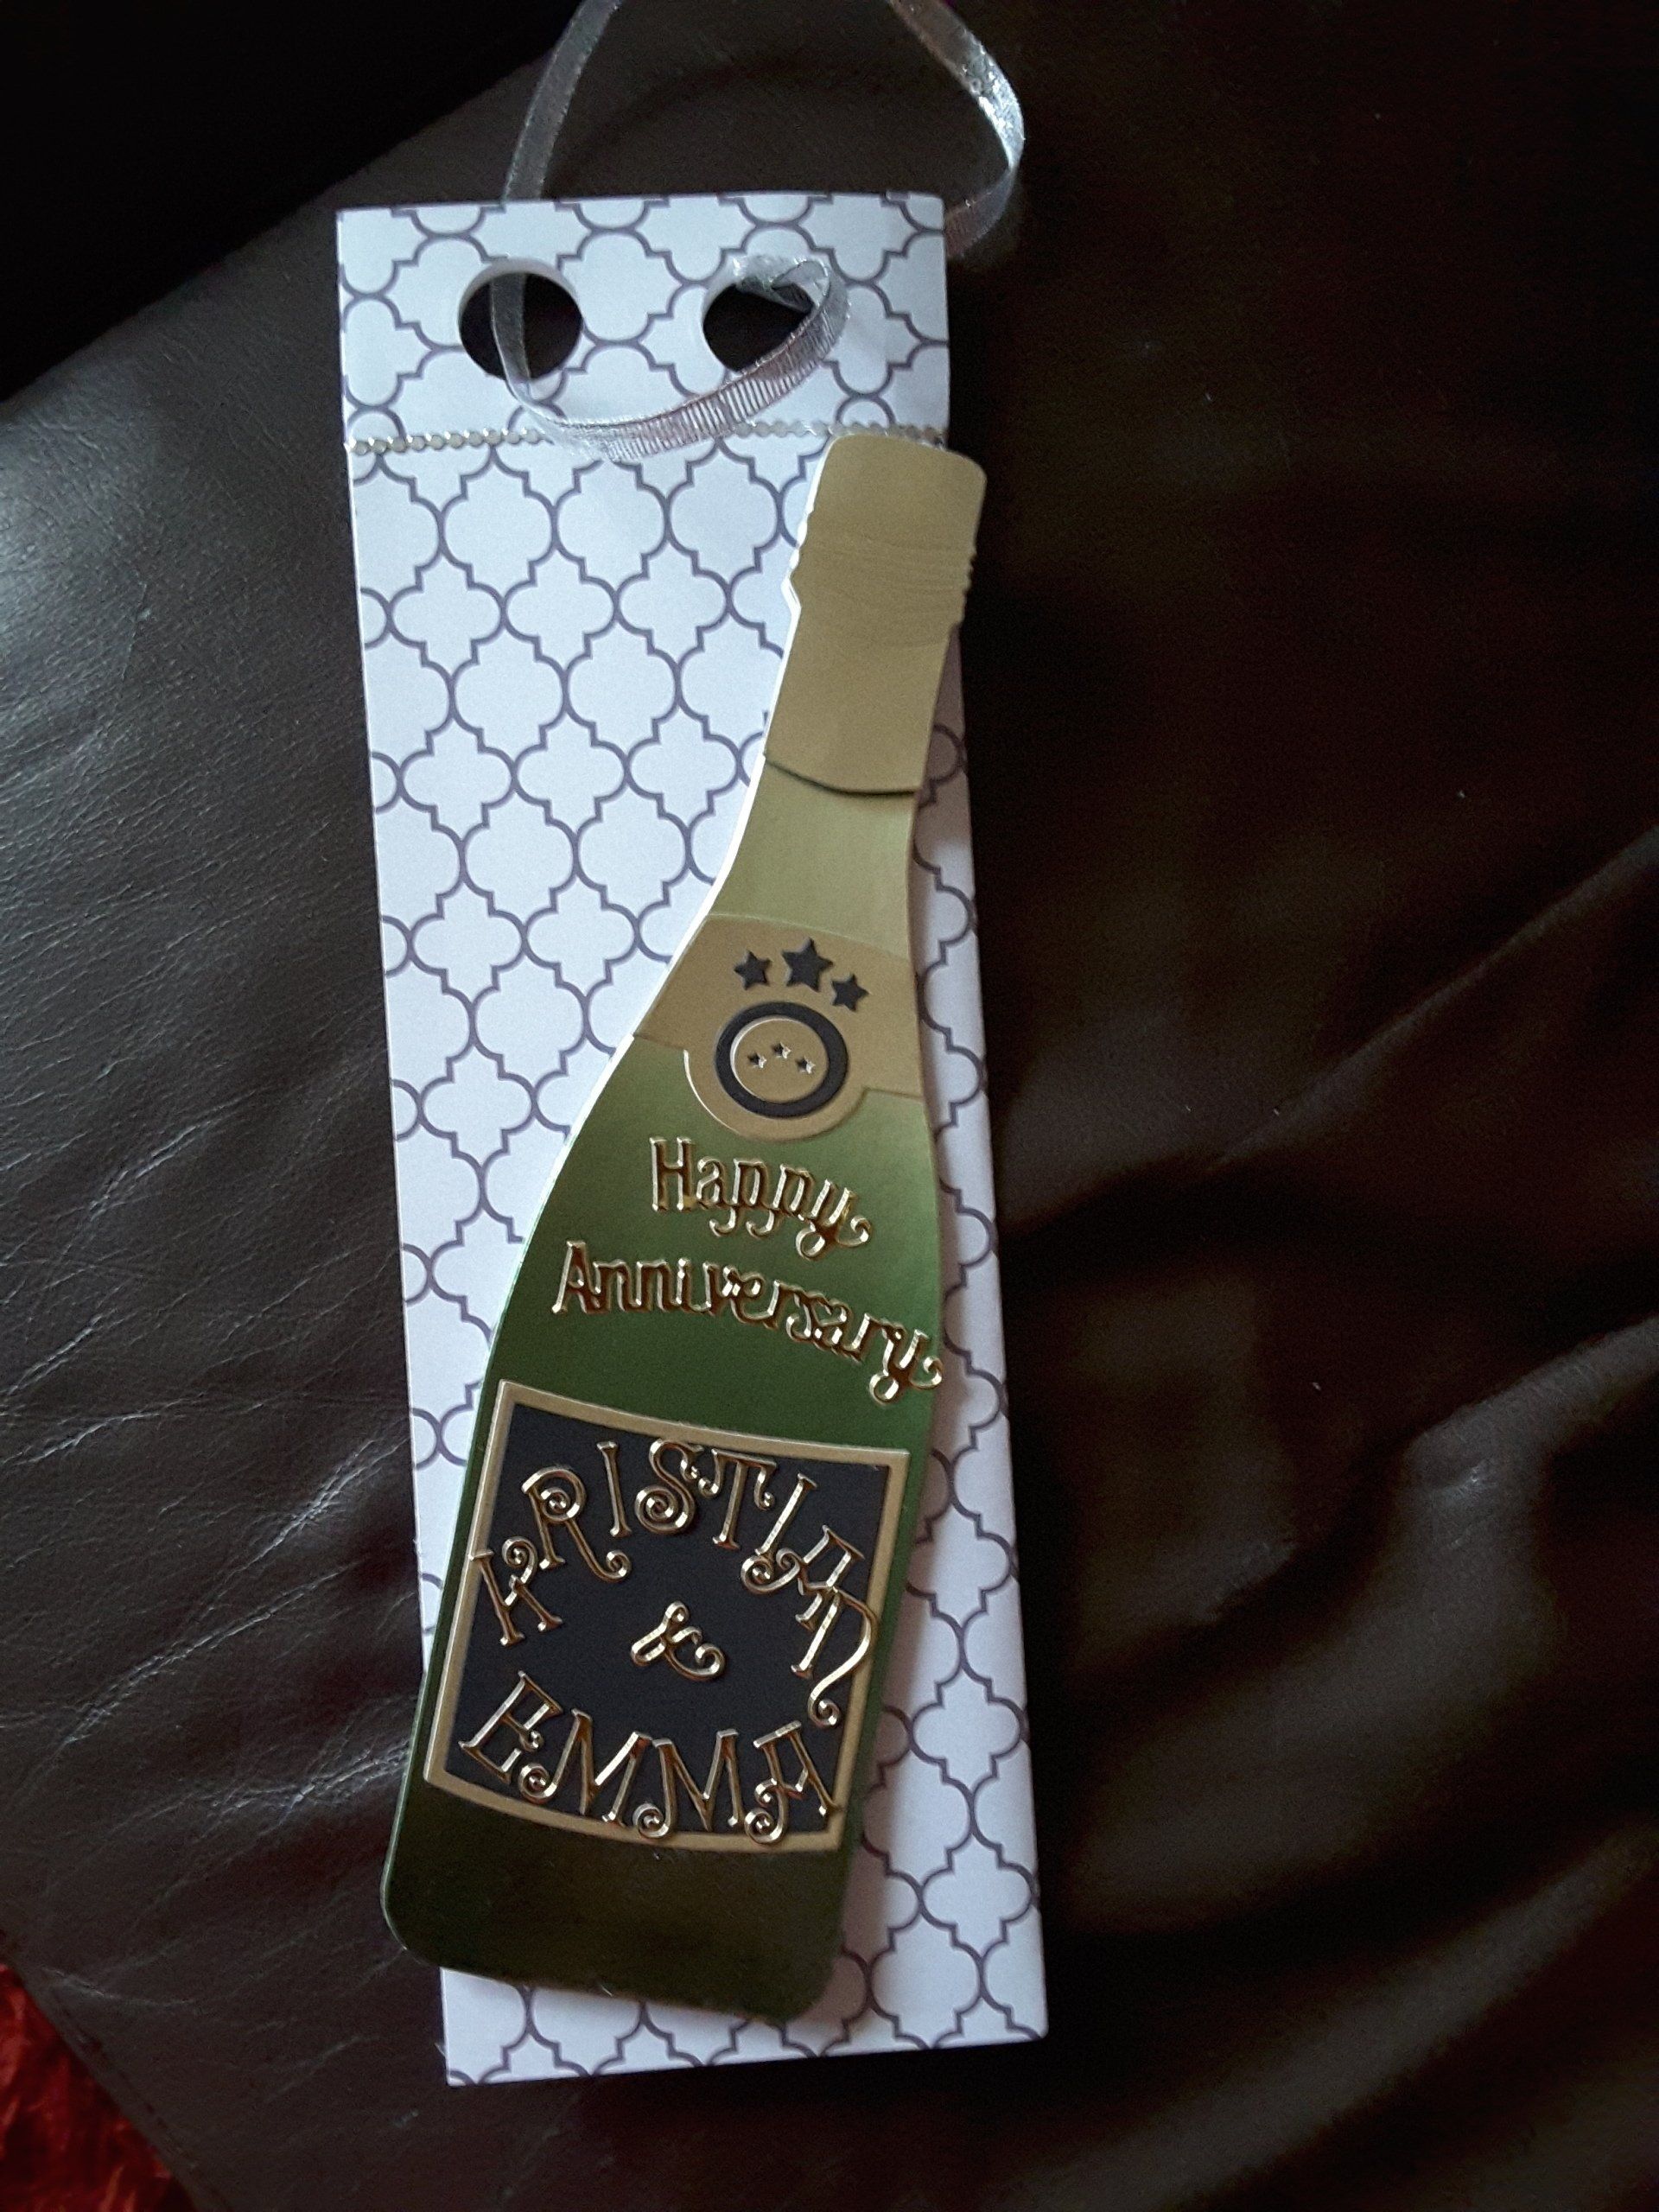 Happy
Anniversary
KRISTIAN
&
EMMA